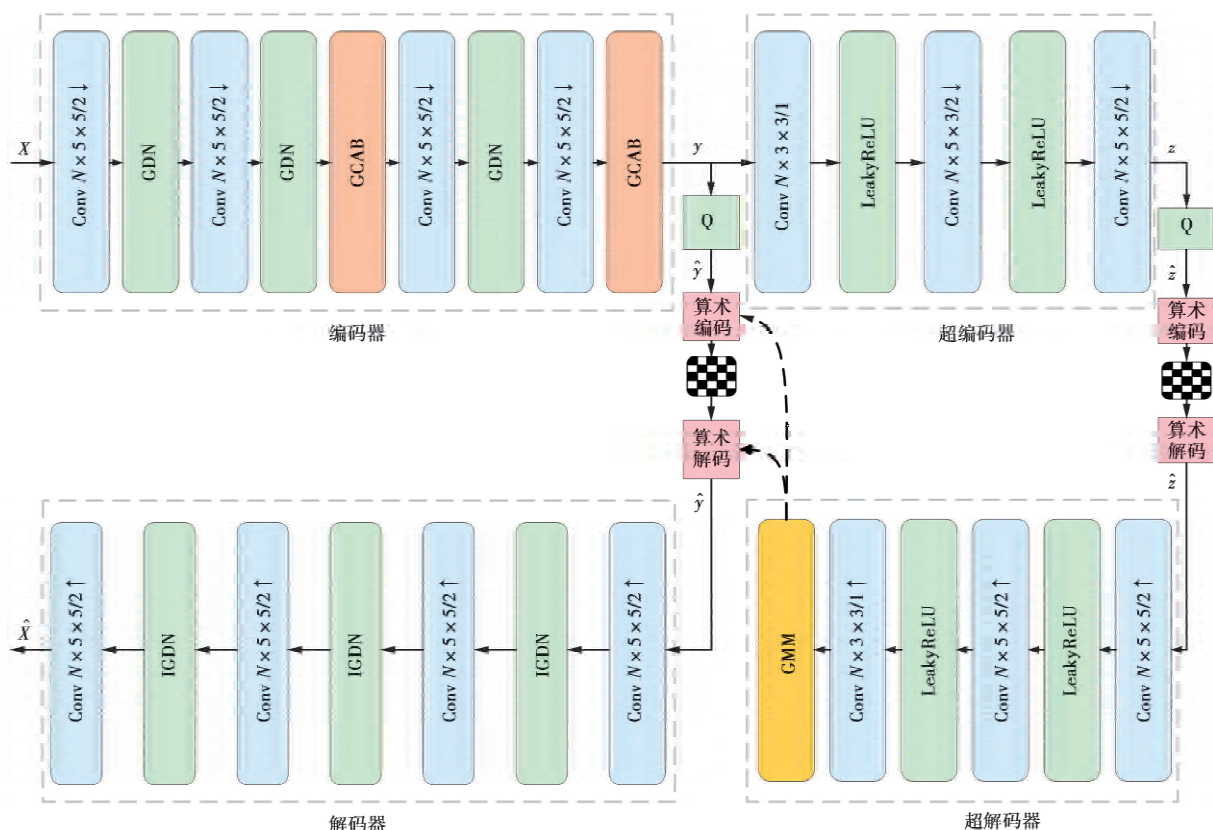 X
Conv N × 5 × 5/2↓
GDN
Conv N × 5 × 5/2↓
GDN
GCAB
Conv N × 5 × 5/2↓
GDN
Conv N × 5 × 5/2↓
GCAB
y
Conv N × 3 × 3/1
LeakyReLU
Conv N × 5 × 3/2↓
LeakyReLU
Conv N × 5 × 5/2↓
z
Q
ŷ
算术
编码
算术
解码
ŷ
Q
ẑ
算术
编码
算术
解码
ẑ
编码器
超编码器
X̂
Conv N × 5 × 5/2↑
IGDN
Conv N × 5 × 5/2↑
IGDN
Conv N × 5 × 5/2↑
IGDN
Conv N × 5 × 5/2↑
GMM
Conv N × 3 × 3/1↑
LeakyReLU
Conv N × 5 × 5/2↑
LeakyReLU
Conv N × 5 × 5/2↑
解码器
超解码器